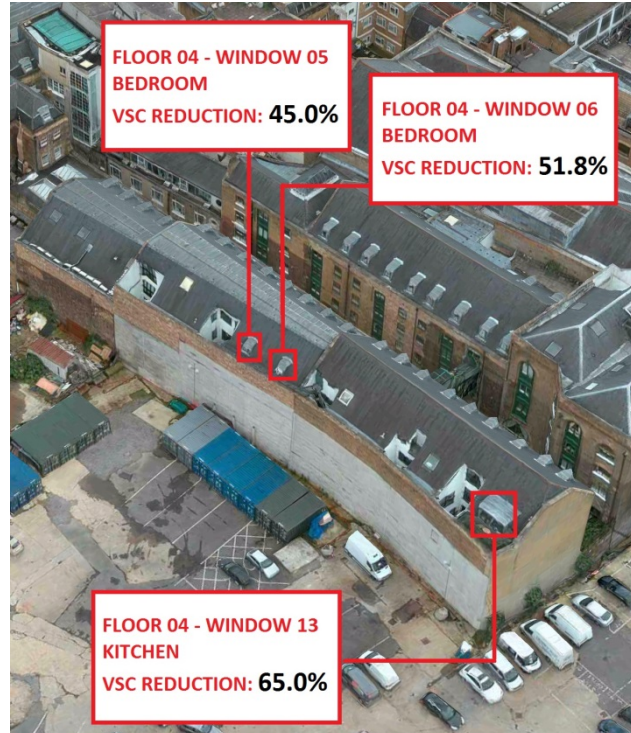 FLOOR 04 - WINDOW 05
BEDROOM
VSC REDUCTION: 45.0%
FLOOR 04 - WINDOW 06
BEDROOM
VSC REDUCTION: 51.8%
FLOOR 04 - WINDOW 13
KITCHEN
VSC REDUCTION: 65.0%